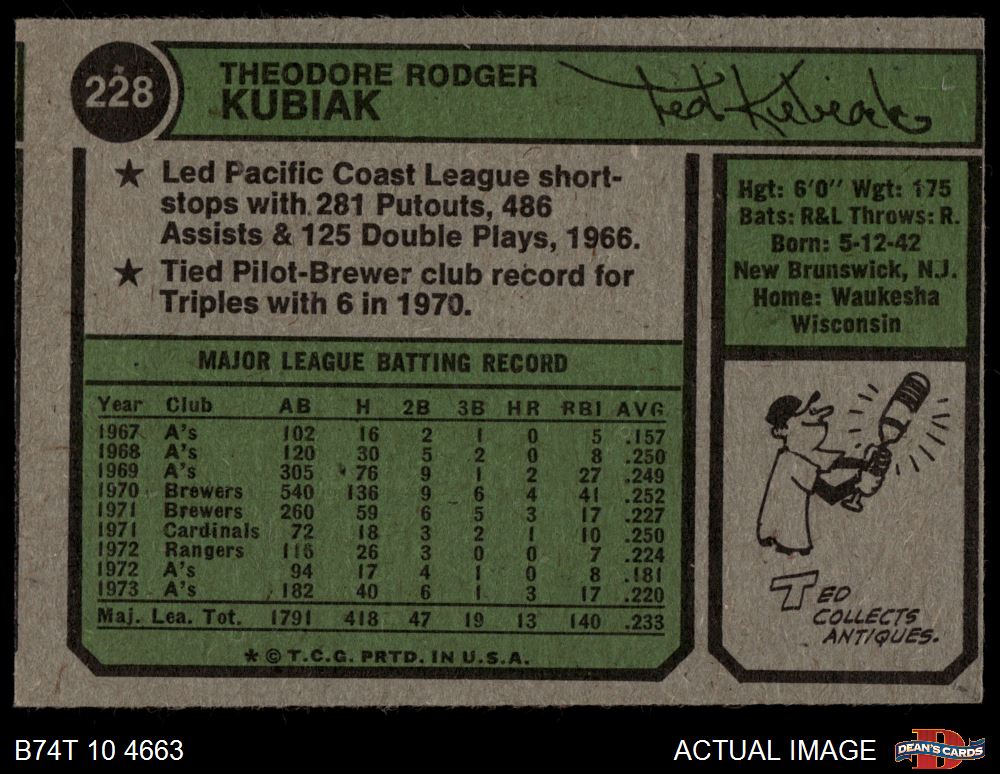 228
THEODORE RODGER
KUBIAK
Ted Kubiak
★ Led Pacific Coast League short-
stops with 281 Putouts, 486
Assists & 125 Double Plays, 1966.
★ Tied Pilot-Brewer club record for
Triples with 6 in 1970.
Hgt: 6'0" Wgt: 175
Bats: R&L Throws: R.
Born: 5-12-42
New Brunswick, N.J.
Home: Waukesha
Wisconsin
MAJOR LEAGUE BATTING RECORD
Year Club AB H 2B 3B HR RBI AVG
1967 A's 102 16 2 1 0 5 .157
1968 A's 120 30 5 2 0 8 .250
1969 A's 305 76 9 1 2 27 .249
1970 Brewers 540 136 9 6 4 41 .252
1971 Brewers 260 59 6 5 3 17 .227
1971 Cardinals 72 18 3 2 1 10 .250
1972 Rangers 116 26 3 0 0 7 .224
1972 A's 94 17 4 1 0 8 .181
1973 A's 182 40 6 1 3 17 .220
Maj. Lea. Tot. 1791 418 47 19 13 140 .233
* © T.C.G. PRTD. IN U.S.A.
TED
COLLECTS
ANTIQUES.
B74T 10 4663
ACTUAL IMAGE
DEAN'S CARDS